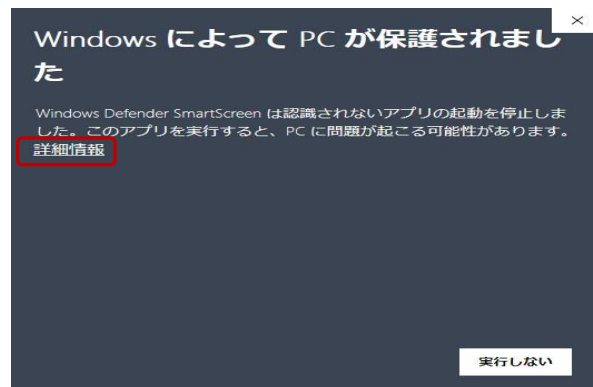 Windows によって PC が保護されまし
た
Windows Defender SmartScreen は認識されないアプリの起動を停止しま
した。このアプリを実行すると、PC に問題が起こる可能性があります。
詳細情報
実行しない